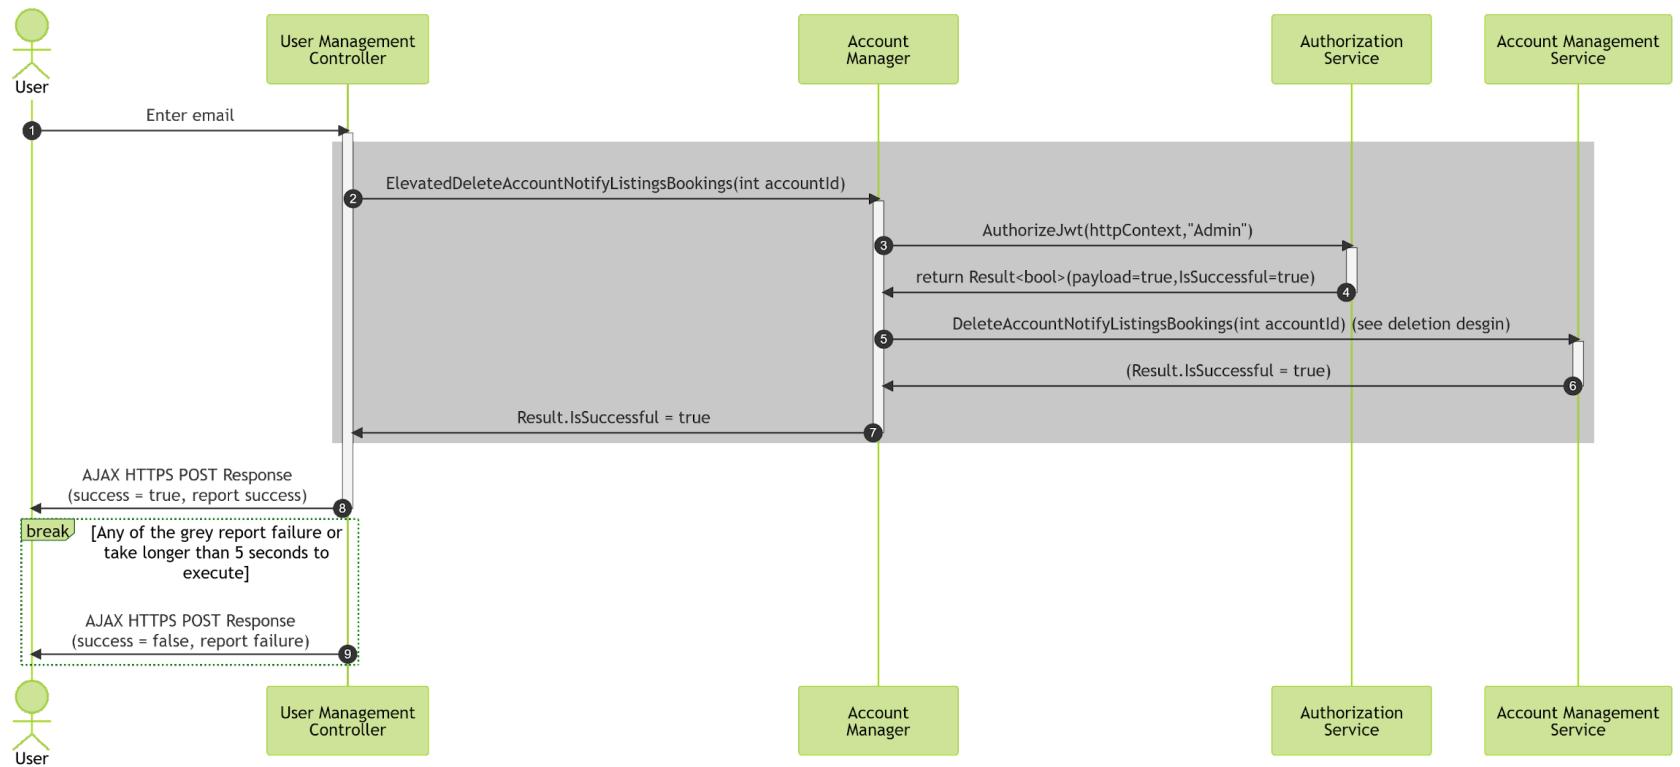 User
User Management
Controller
Account
Manager
Authorization
Service
Account Management
Service
1
Enter email
2
ElevatedDeleteAccountNotifyListingsBookings(int accountId)
3
AuthorizeJwt(httpContext,"Admin")
return Result<bool>(payload=true,IsSuccessful=true)
4
5
DeleteAccountNotifyListingsBookings(int accountId) (see deletion desgin)
(Result.IsSuccessful = true)
6
Result.IsSuccessful = true
7
AJAX HTTPS POST Response
(success = true, report success)
8
break
[Any of the grey report failure or
take longer than 5 seconds to
execute]
AJAX HTTPS POST Response
(success = false, report failure)
9
User
User Management
Controller
Account
Manager
Authorization
Service
Account Management
Service